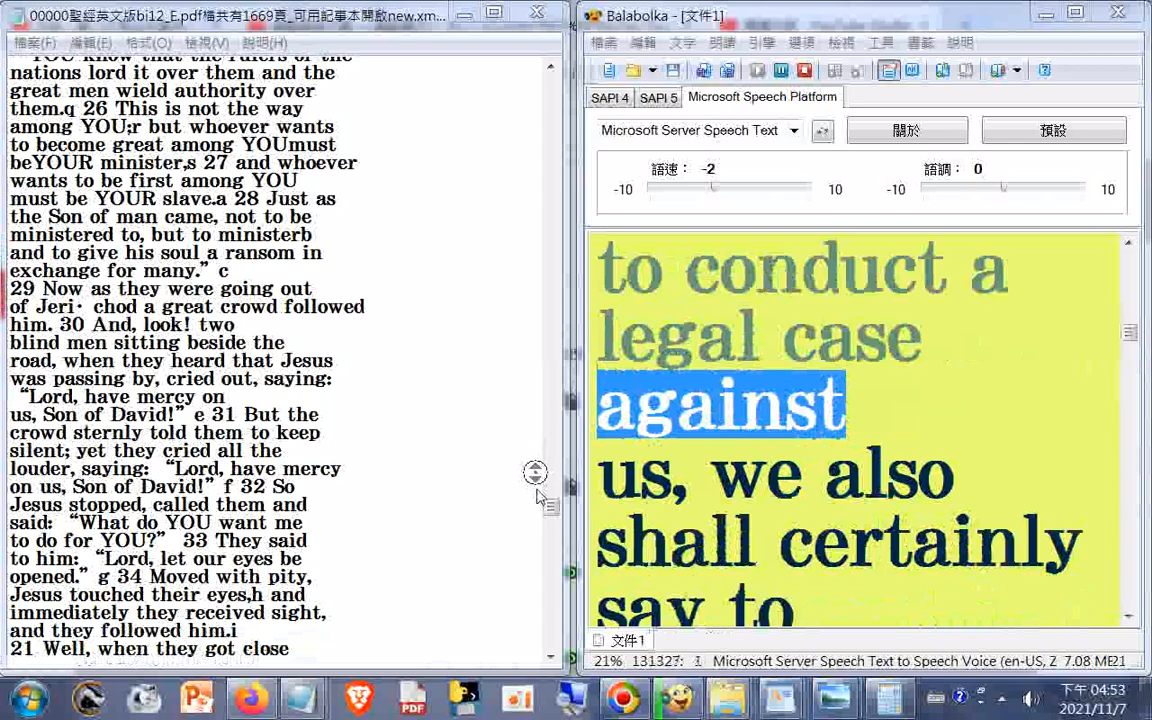 00000聖經英文版bi12_E.pdf檔共有1669頁_可用記事本開啟new.xm...
檔案(F) 編輯(E) 格式(O) 檢視(V) 說明(H)
"YOU know that the rulers of the
nations lord it over them and the
great men wield authority over
them.q 26 This is not the way
among YOU;r but whoever wants
to become great among YOUmust
beYOUR minister,s 27 and whoever
wants to be first among YOU
must be YOUR slave.a 28 Just as
the Son of man came, not to be
ministered to, but to ministerb
and to give his soul a ransom in
exchange for many.” c
29 Now as they were going out
of Jeri· chod a great crowd followed
him. 30 And, look! two
blind men sitting beside the
road, when they heard that Jesus
was passing by, cried out, saying:
“Lord, have mercy on
us, Son of David!” e 31 But the
crowd sternly told them to keep
silent; yet they cried all the
louder, saying: “Lord, have mercy
on us, Son of David!” f 32 So
Jesus stopped, called them and
said: “What do YOU want me
to do for YOU?” 33 They said
to him: “Lord, let our eyes be
opened.” g 34 Moved with pity,
Jesus touched their eyes,h and
immediately they received sight,
and they followed him.i
21 Well, when they got close
Balabolka - [文件1]
檔案 編輯 文字 朗讀 引擎 選項 檢視 工具 書籤 說明
SAPI 4 SAPI 5 Microsoft Speech Platform
Microsoft Server Speech Text 關於 預設
語速： -2 語調： 0
-10 10 -10 10
to conduct a
legal case
against
us, we also
shall certainly
say to
文件1
21% 131327: 1 Microsoft Server Speech Text to Speech Voice (en-US, Z 7.08 ME21
PDF
下午 04:53
2021/11/7